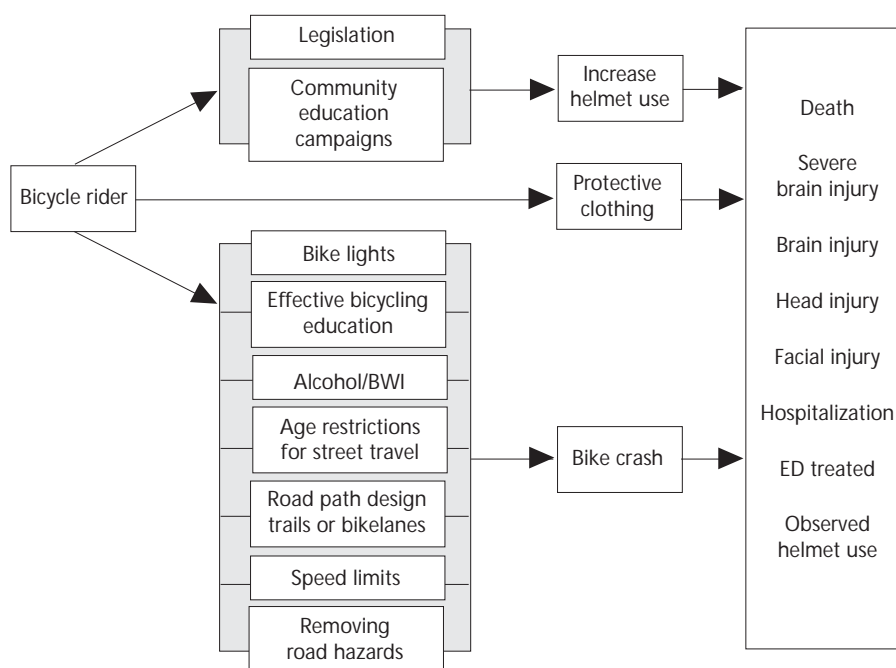 Legislation
Community
education
campaigns
Increase
helmet use
Bicycle rider
Protective
clothing
Bike lights
Effective bicycling
education
Alcohol/BWI
Age restrictions
for street travel
Road path design
trails or bikelanes
Speed limits
Removing
road hazards
Bike crash
Death
Severe
brain injury
Brain injury
Head injury
Facial injury
Hospitalization
ED treated
Observed
helmet use